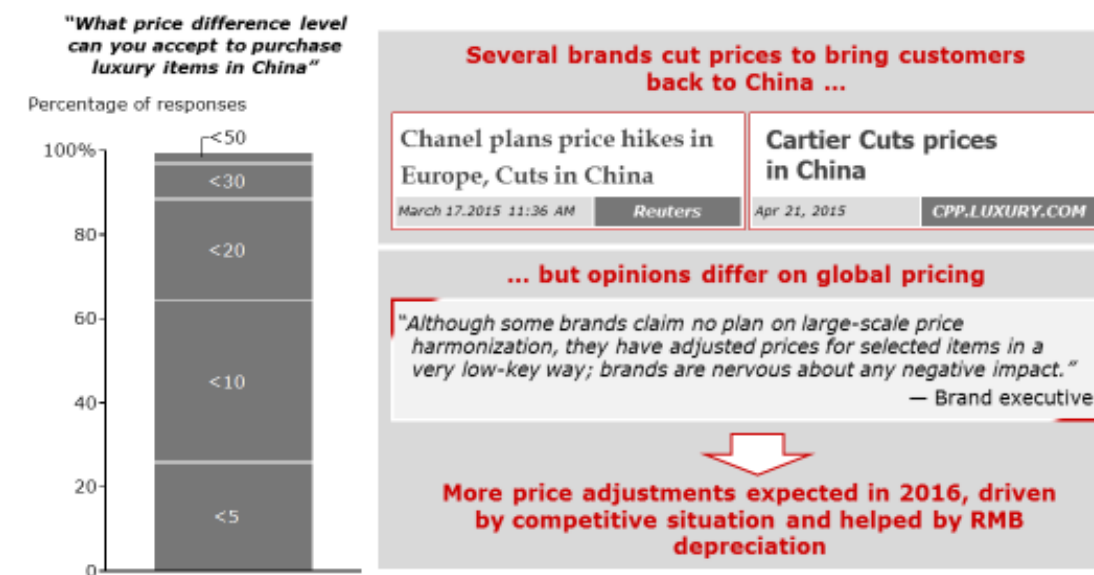 “What price difference level
can you accept to purchase
luxury items in China”
Percentage of responses
<50
100%
<30
80
<20
60
<10
40
20
<5
0
Several brands cut prices to bring customers
back to China ...
Chanel plans price hikes in
Europe, Cuts in China
March 17.2015 11:36 AM
Reuters
Cartier Cuts prices
in China
Apr 21, 2015
CPP.LUXURY.COM
... but opinions differ on global pricing
“Although some brands claim no plan on large-scale price
harmonization, they have adjusted prices for selected items in a
very low-key way; brands are nervous about any negative impact.”
— Brand executive
More price adjustments expected in 2016, driven
by competitive situation and helped by RMB
depreciation